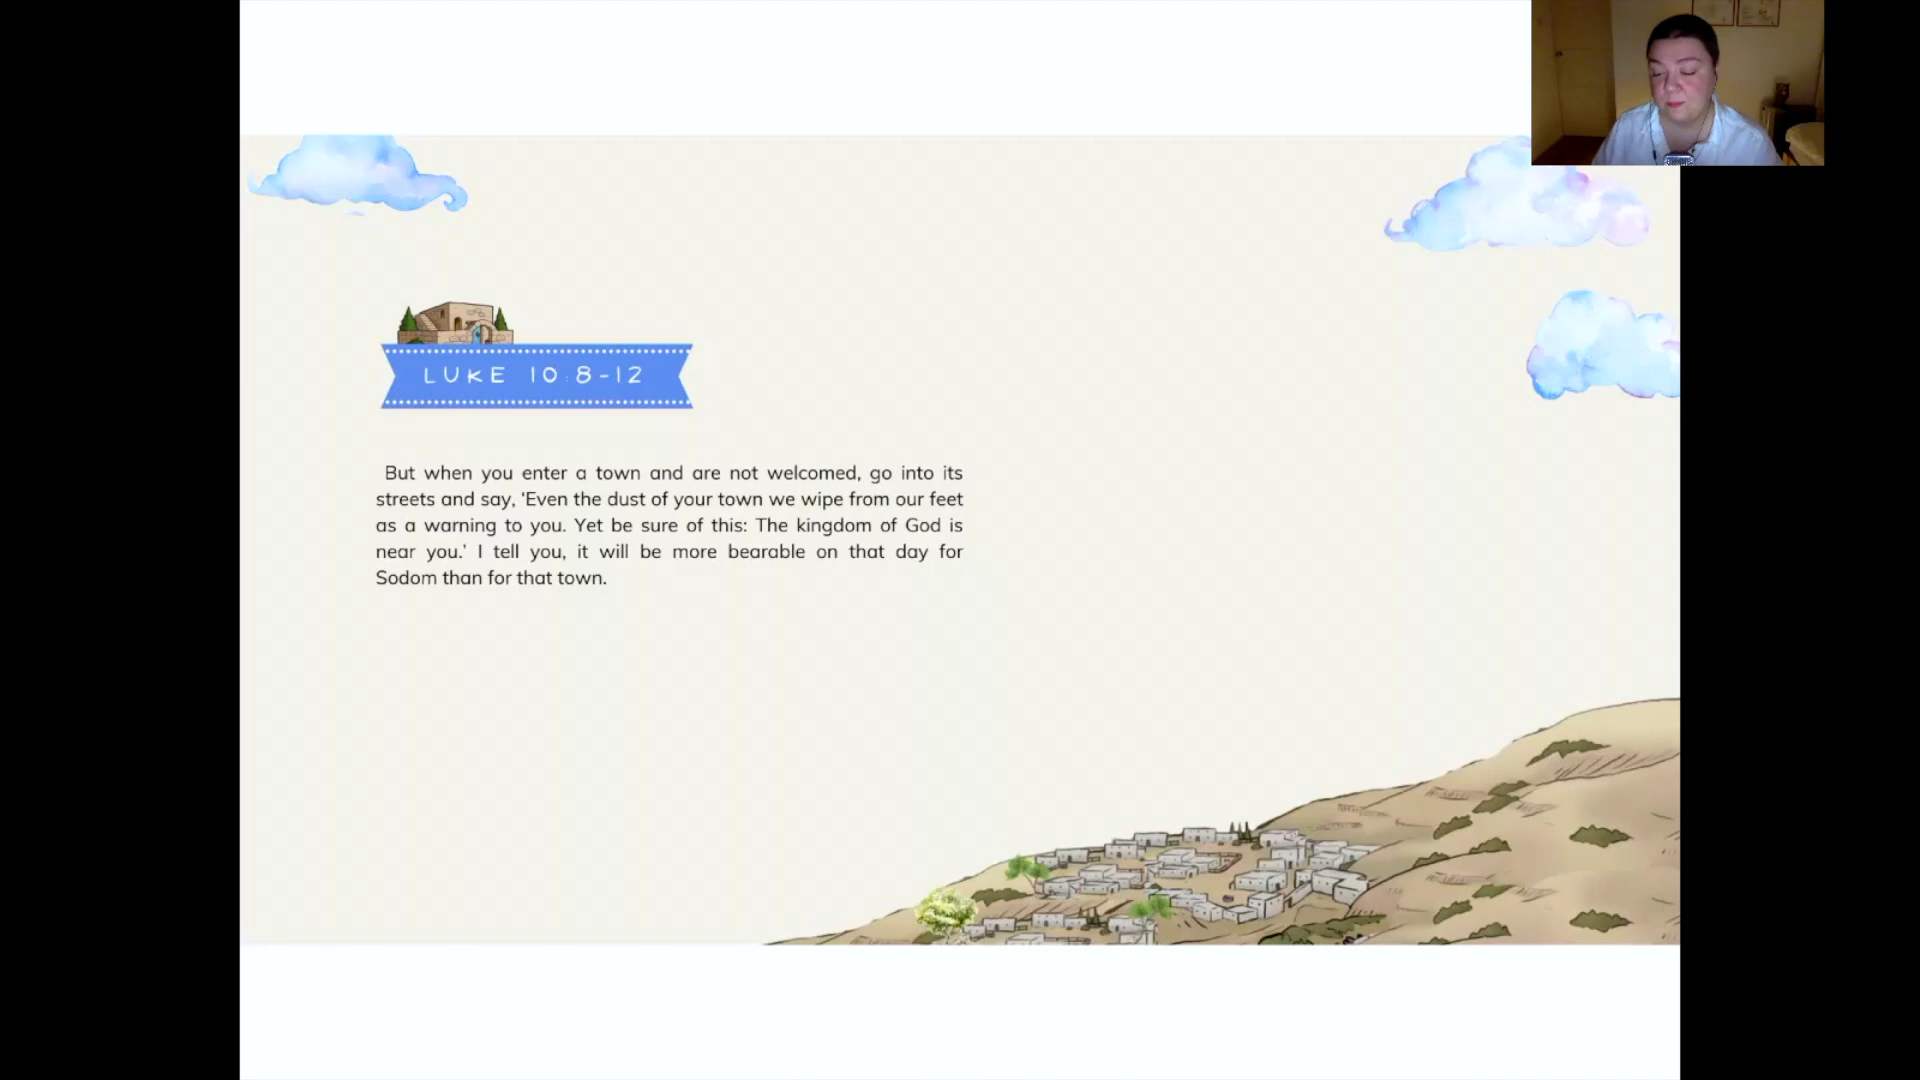 LUKE 10:8-12
But when you enter a town and are not welcomed, go into its
streets and say, ‘Even the dust of your town we wipe from our feet
as a warning to you. Yet be sure of this: The kingdom of God is
near you.’ I tell you, it will be more bearable on that day for
Sodom than for that town.